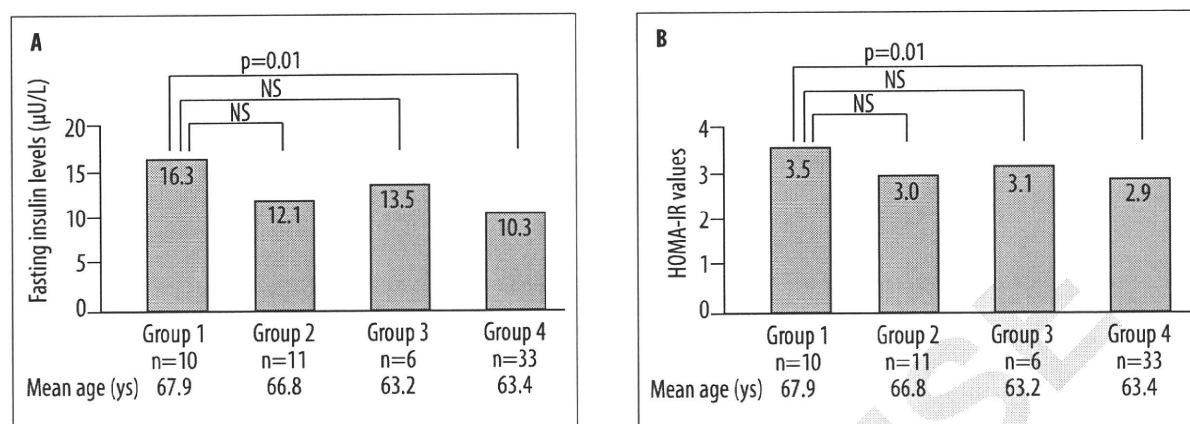 A
p=0.01
NS
NS
Fasting insulin levels (µU/L)
20
15
10
5
0
16.3
12.1
13.5
10.3
Group 1 Group 2 Group 3 Group 4
n=10 n=11 n=6 n=33
Mean age (ys) 67.9 66.8 63.2 63.4
B
p=0.01
NS
NS
HOMA-IR values
4
3
2
1
0
3.5
3.0
3.1
2.9
Group 1 Group 2 Group 3 Group 4
n=10 n=11 n=6 n=33
Mean age (ys) 67.9 66.8 63.2 63.4